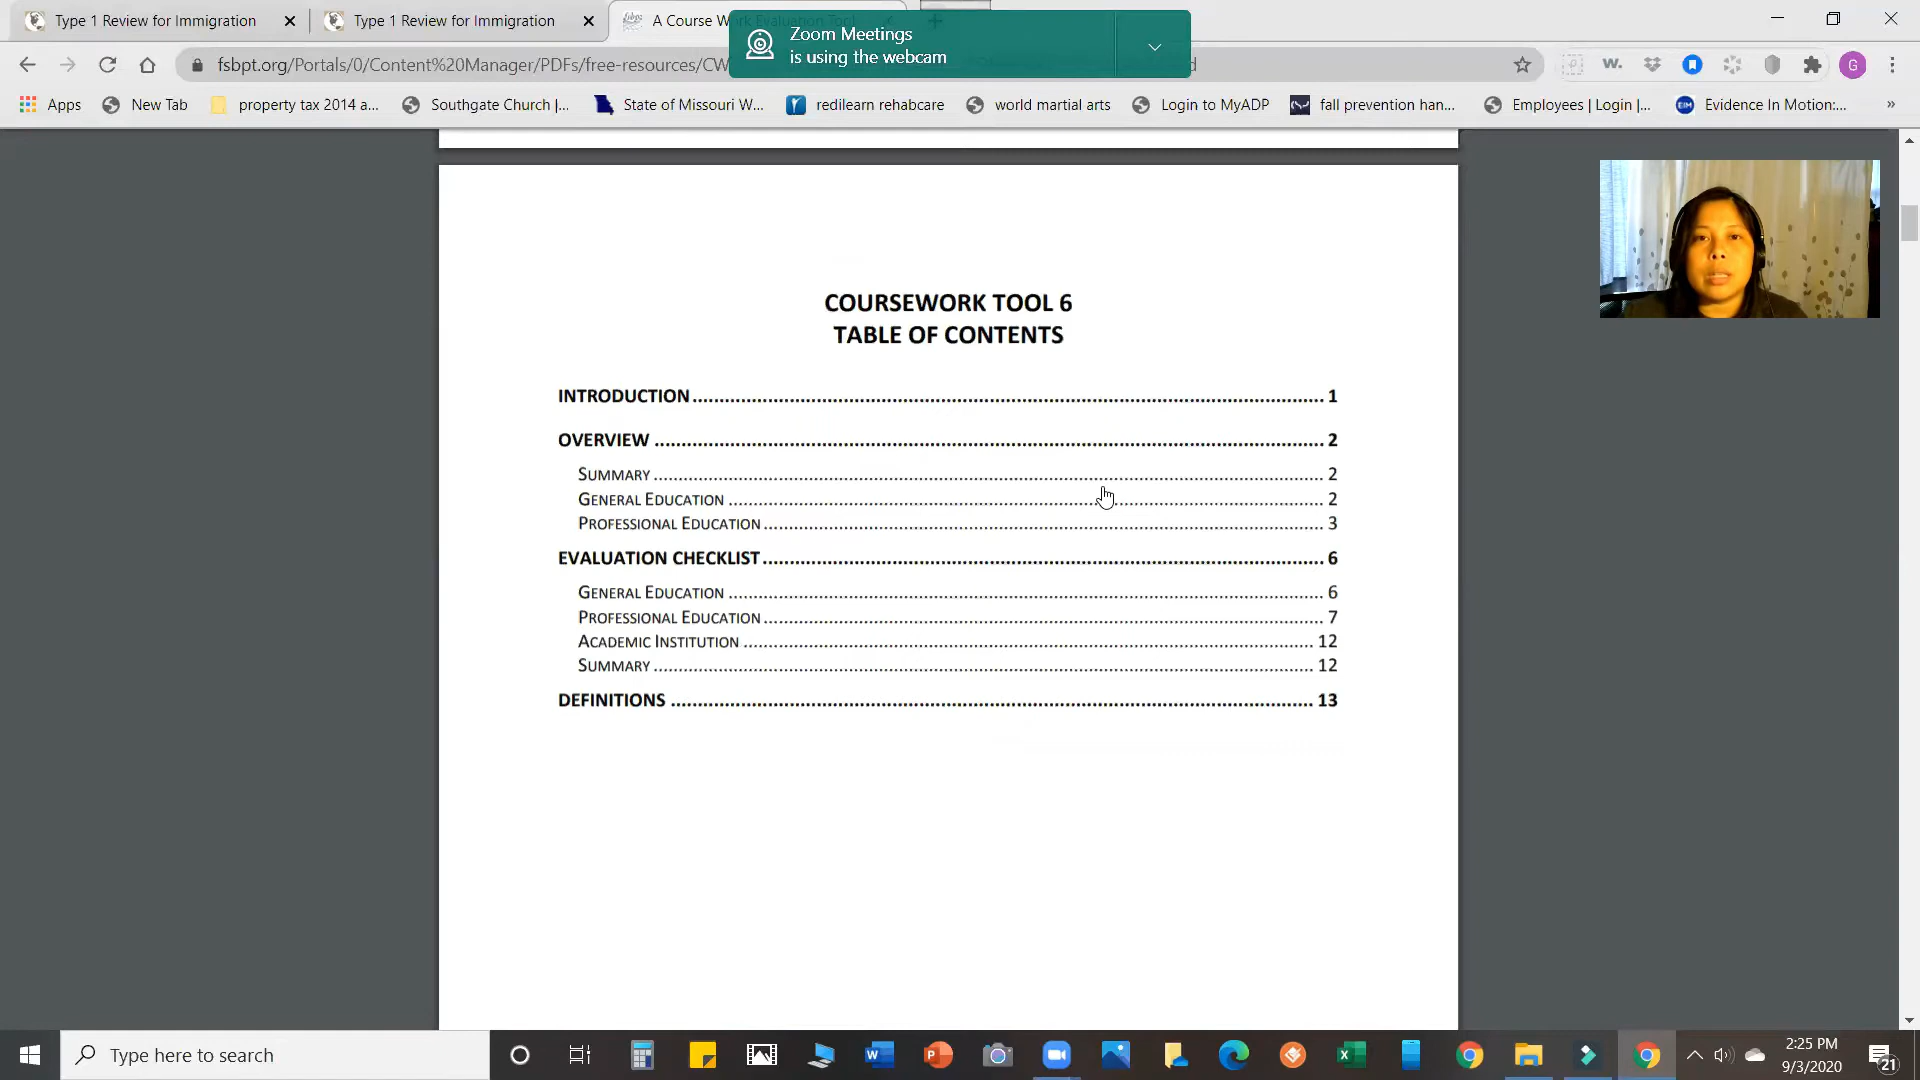 Type 1 Review for Immigration
Type 1 Review for Immigration
A Course Work Evaluation Tool
Zoom Meetings
is using the webcam
fsbpt.org/Portals/0/Content%20Manager/PDFs/free-resources/CW
Apps
New Tab
property tax 2014 a...
Southgate Church |...
State of Missouri W...
redilearn rehabcare
world martial arts
Login to MyADP
fall prevention han...
Employees | Login |...
EIM
Evidence In Motion:...
»
w.
G
COURSEWORK TOOL 6
TABLE OF CONTENTS
INTRODUCTION 1
OVERVIEW 2
SUMMARY 2
GENERAL EDUCATION 2
PROFESSIONAL EDUCATION 3
EVALUATION CHECKLIST 6
GENERAL EDUCATION 6
PROFESSIONAL EDUCATION 7
ACADEMIC INSTITUTION 12
SUMMARY 12
DEFINITIONS 13
Type here to search
2:25 PM
9/3/2020
21